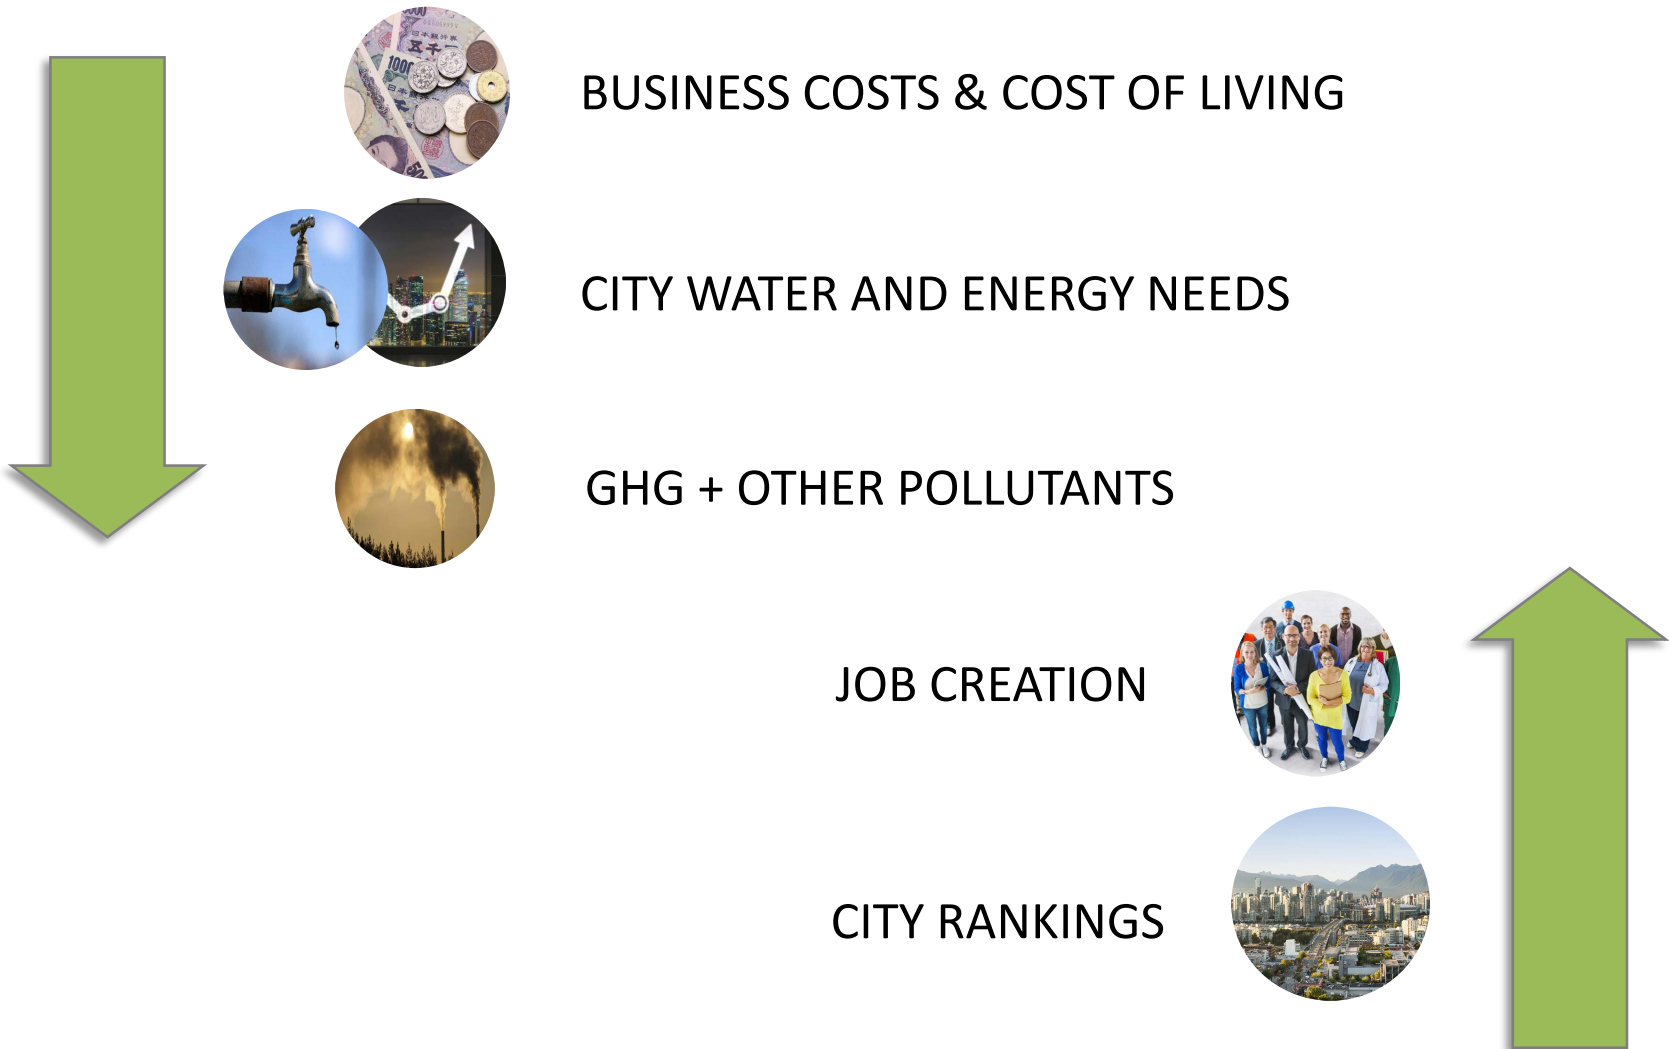 BUSINESS COSTS & COST OF LIVING
CITY WATER AND ENERGY NEEDS
GHG + OTHER POLLUTANTS
JOB CREATION
CITY RANKINGS